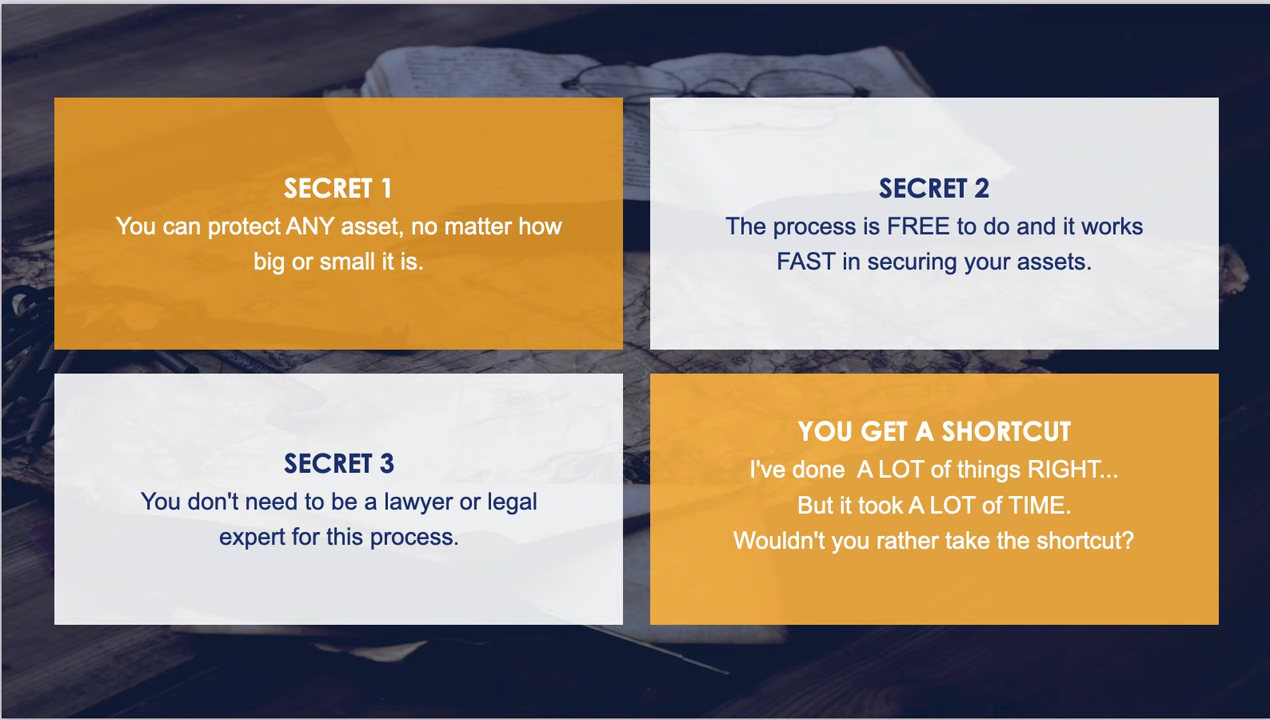 SECRET 1
You can protect ANY asset, no matter how
big or small it is.
SECRET 2
The process is FREE to do and it works
FAST in securing your assets.
SECRET 3
You don't need to be a lawyer or legal
expert for this process.
YOU GET A SHORTCUT
I've done  A LOT of things RIGHT...
But it took A LOT of TIME.
Wouldn't you rather take the shortcut?